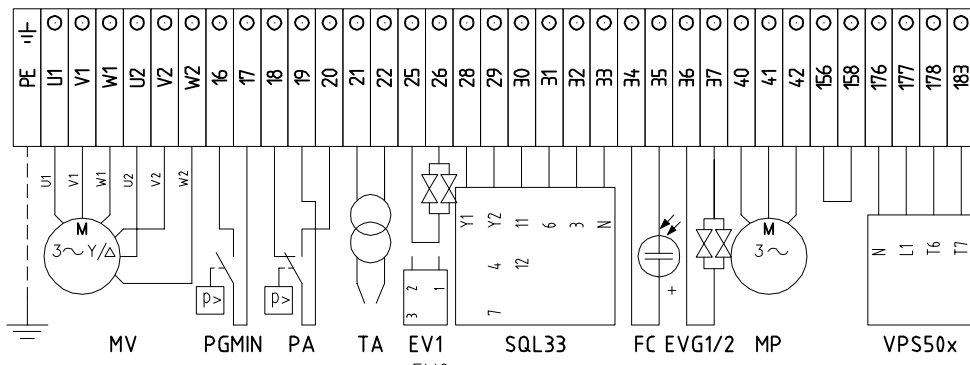 PE U1 V1 W1 U2 V2 W2 16 17 18 19 20 21 22 25 26 28 29 30 31 32 33 34 35 36 37 40 41 42 156 158 176 177 178 183
U1 V1 W1 U2 V2 W2
Y1 Y2 11 6 3 N
N L1 T6 T7
M
3~ Y/Δ
M
3~
4 12
2 1
3
7
P>
P>
+
MV PGMIN PA TA EV1 SQL33 FC EVG1/2 MP VPS50x